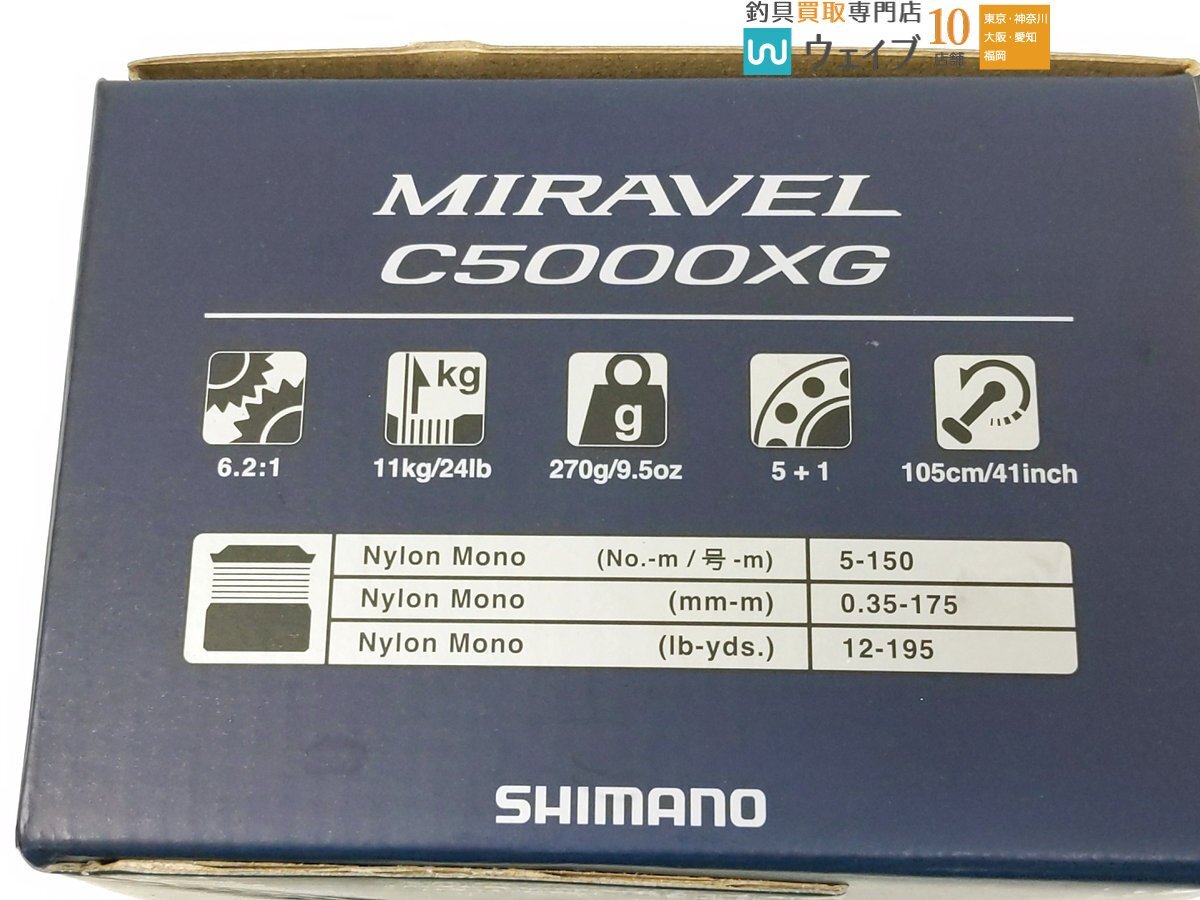 釣具買取専門店
ウェイブ
10
店舗
東京・神奈川
大阪・愛知
福岡
MIRAVEL
C5000XG
kg
g
6.2:1
11kg/24lb
270g/9.5oz
5 + 1
105cm/41inch
Nylon Mono (No.-m / 号 -m) 5-150
Nylon Mono (mm-m) 0.35-175
Nylon Mono (lb-yds.) 12-195
SHIMANO